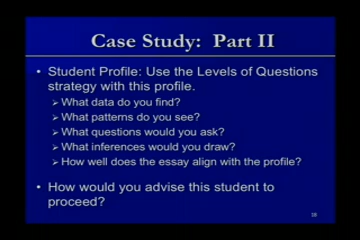 Case Study: Part II
• Student Profile: Use the Levels of Questions
strategy with this profile.
➢ What data do you find?
➢ What patterns do you see?
➢ What questions would you ask?
➢ What inferences would you draw?
➢ How well does the essay align with the profile?
• How would you advise this student to
proceed?